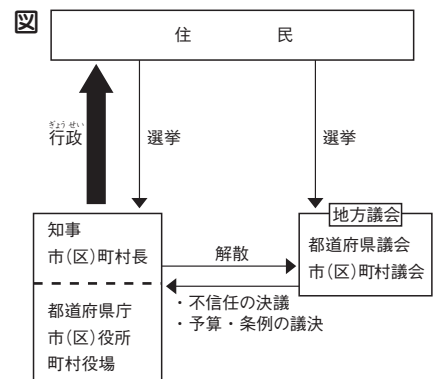 図
住民
ぎょうせい
行政
選挙
選挙
知事
市(区)町村長
都道府県庁
市(区)役所
町村役場
解散
・不信任の決議
・予算・条例の議決
地方議会
都道府県議会
市(区)町村議会